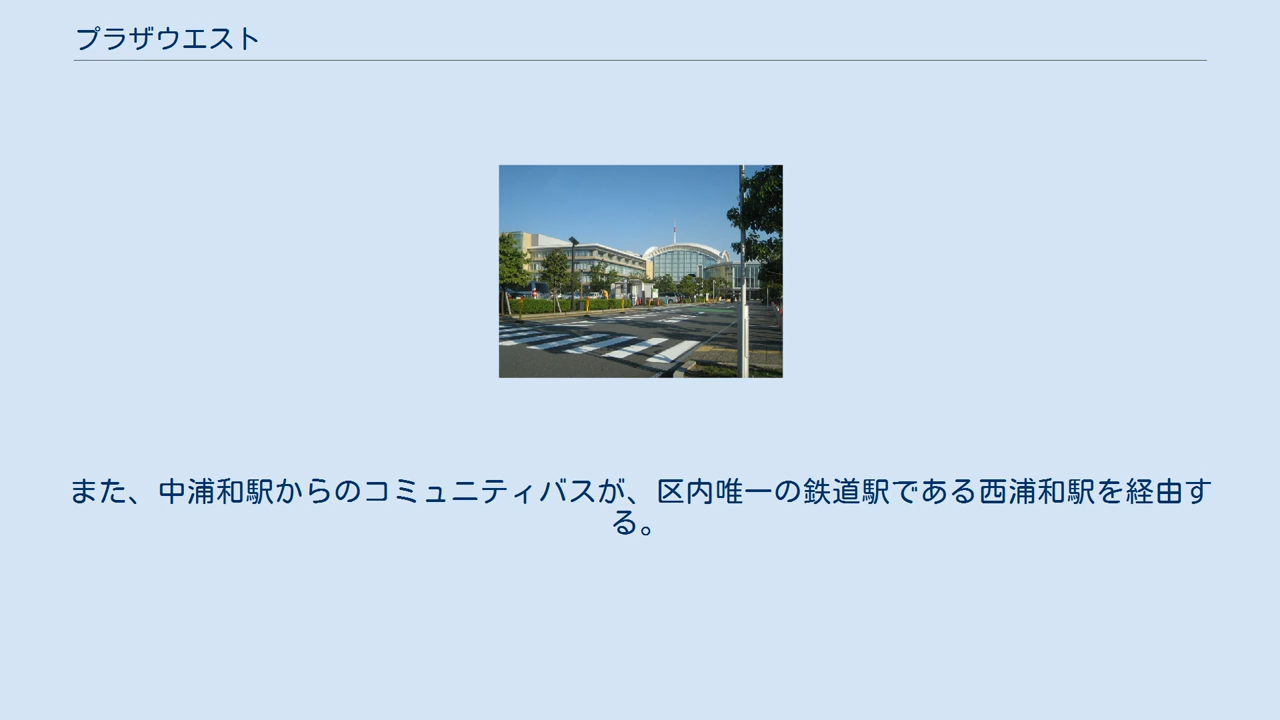 プラザウエスト
また、中浦和駅からのコミュニティバスが、区内唯一の鉄道駅である西浦和駅を経由す
る。